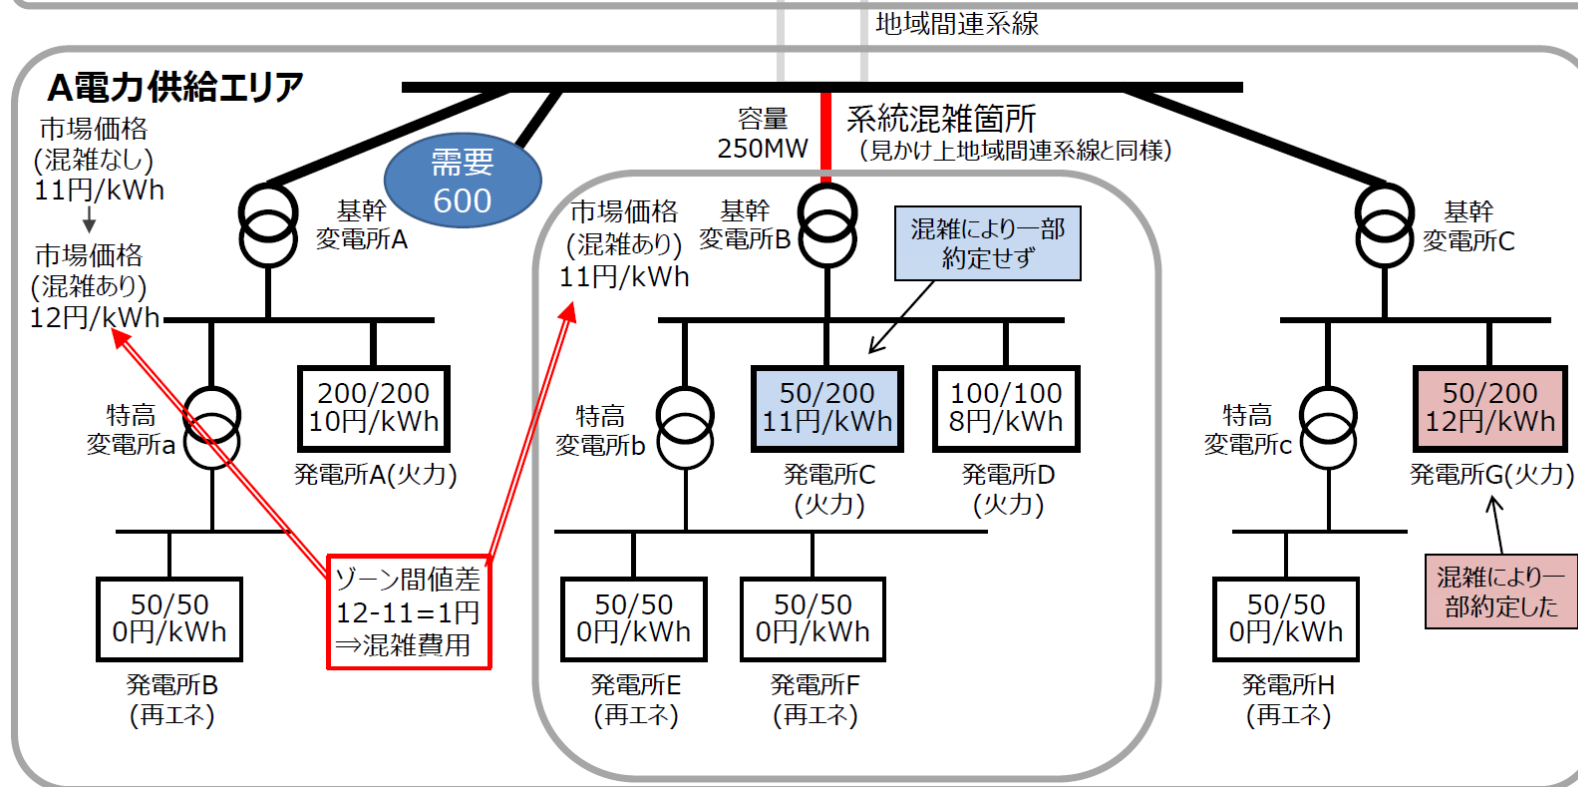 地域間連系線
A電力供給エリア
市場価格
(混雑なし)
11円/kWh
市場価格
(混雑あり)
12円/kWh
需要
600
容量
250MW
系統混雑箇所
(見かけ上地域間連系線と同様)
基幹
変電所A
市場価格
(混雑あり)
11円/kWh
基幹
変電所B
混雑により一部
約定せず
基幹
変電所C
200/200
10円/kWh
発電所A(火力)
特高
変電所a
特高
変電所b
50/200
11円/kWh
発電所C
(火力)
100/100
8円/kWh
発電所D
(火力)
特高
変電所c
50/200
12円/kWh
発電所G(火力)
ゾーン間値差
12-11=1円
⇒混雑費用
混雑により一
部約定した
50/50
0円/kWh
発電所B
(再エネ)
50/50
0円/kWh
発電所E
(再エネ)
50/50
0円/kWh
発電所F
(再エネ)
50/50
0円/kWh
発電所H
(再エネ)